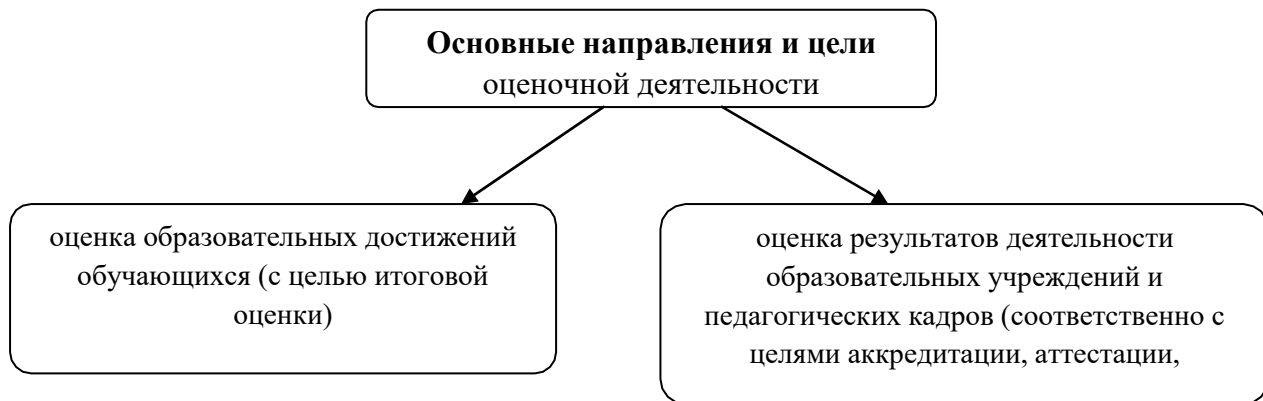 Основные направления и цели
оценочной деятельности
оценка образовательных достижений
обучающихся (с целью итоговой
оценки)
оценка результатов деятельности
образовательных учреждений и
педагогических кадров (соответственно с
целями аккредитации, аттестации,